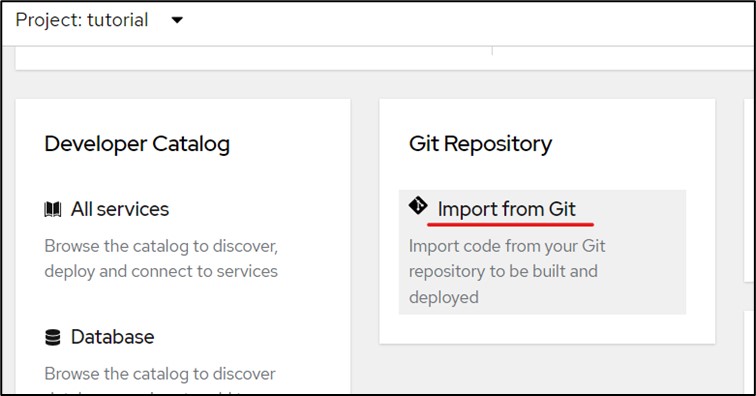 Project: tutorial
Developer Catalog
All services
Browse the catalog to discover,
deploy and connect to services
Database
Browse the catalog to discover
Git Repository
Import from Git
Import code from your Git
repository to be built and
deployed